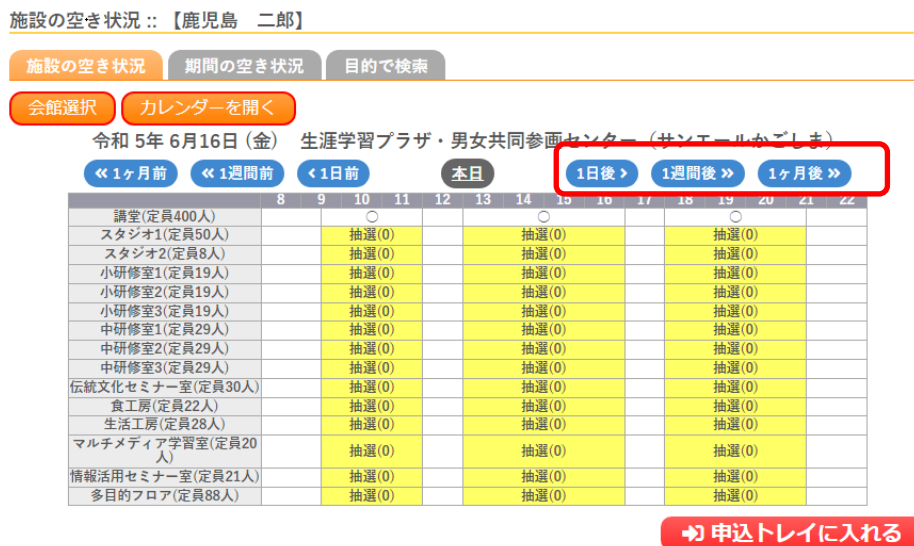 施設の空き状況 :: 【鹿児島　二郎】
施設の空き状況 期間の空き状況 目的で検索
会館選択 カレンダーを開く
令和 5年 6月16日 (金)　生涯学習プラザ・男女共同参画センター（サンエールかごしま）
≪ 1ヶ月前 ≪ 1週間前 < 1日前 本日 1日後 > 1週間後 ≫ 1ヶ月後 ≫
8 9 10 11 12 13 14 15 16 17 18 19 20 21 22
講堂(定員400人) ○ ○ ○
スタジオ1(定員50人) 抽選(0) 抽選(0) 抽選(0)
スタジオ2(定員8人) 抽選(0) 抽選(0) 抽選(0)
小研修室1(定員19人) 抽選(0) 抽選(0) 抽選(0)
小研修室2(定員19人) 抽選(0) 抽選(0) 抽選(0)
小研修室3(定員19人) 抽選(0) 抽選(0) 抽選(0)
中研修室1(定員29人) 抽選(0) 抽選(0) 抽選(0)
中研修室2(定員29人) 抽選(0) 抽選(0) 抽選(0)
中研修室3(定員29人) 抽選(0) 抽選(0) 抽選(0)
伝統文化セミナー室(定員30人) 抽選(0) 抽選(0) 抽選(0)
食工房(定員22人) 抽選(0) 抽選(0) 抽選(0)
生活工房(定員28人) 抽選(0) 抽選(0) 抽選(0)
マルチメディア学習室(定員20
人) 抽選(0) 抽選(0) 抽選(0)
情報活用セミナー室(定員21人) 抽選(0) 抽選(0) 抽選(0)
多目的フロア(定員88人) 抽選(0) 抽選(0) 抽選(0)
申込トレイに入れる